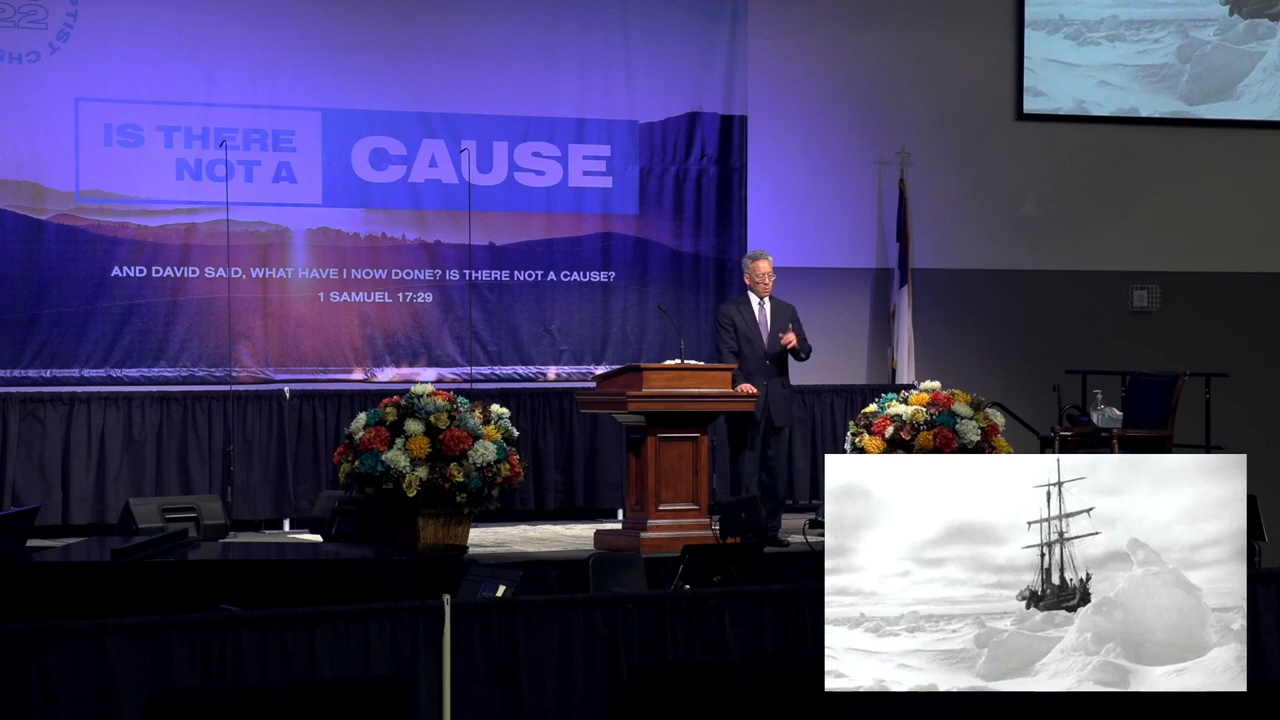 22
IS THERE
NOT A
CAUSE
AND DAVID SAID, WHAT HAVE I NOW DONE? IS THERE NOT A CAUSE?
1 SAMUEL 17:29